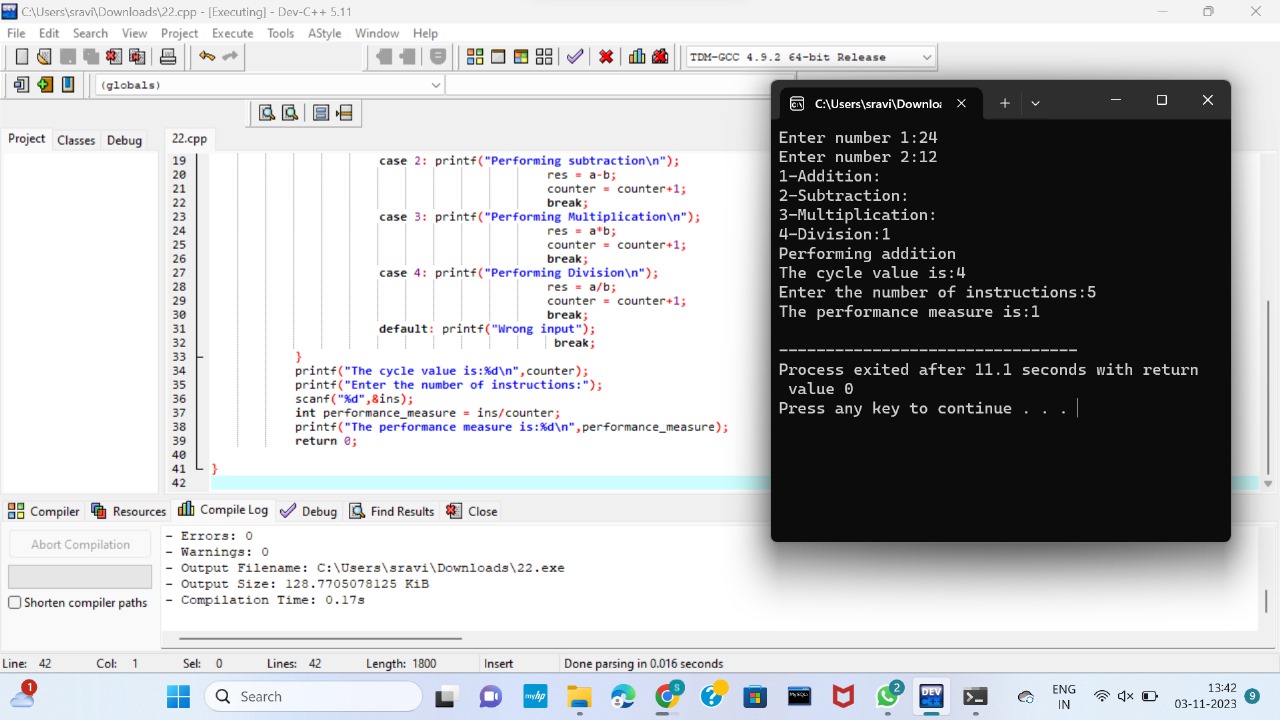 C:\Users\sravi\Downloads\22.cpp - [Executing] - Dev-C++ 5.11
File Edit Search View Project Execute Tools AStyle Window Help
TDM-GCC 4.9.2 64-bit Release
(globals)
Project Classes Debug
22.cpp
19 case 2: printf("Performing subtraction\n");
20 res = a-b;
21 counter = counter+1;
22 break;
23 case 3: printf("Performing Multiplication\n");
24 res = a*b;
25 counter = counter+1;
26 break;
27 case 4: printf("Performing Division\n");
28 res = a/b;
29 counter = counter+1;
30 break;
31 default: printf("Wrong input");
32 break;
33 }
34 printf("The cycle value is:%d\n",counter);
35 printf("Enter the number of instructions:");
36 scanf("%d",&ins);
37 int performance_measure = ins/counter;
38 printf("The performance measure is:%d\n",performance_measure);
39 return 0;
40
41 }
42
C:\Users\sravi\Downloa
Enter number 1:24
Enter number 2:12
1-Addition:
2-Subtraction:
3-Multiplication:
4-Division:1
Performing addition
The cycle value is:4
Enter the number of instructions:5
The performance measure is:1
--------------------------------
Process exited after 11.1 seconds with return
value 0
Press any key to continue . . .
Compiler Resources Compile Log Debug Find Results Close
Abort Compilation
Shorten compiler paths
- Errors: 0
- Warnings: 0
- Output Filename: C:\Users\sravi\Downloads\22.exe
- Output Size: 128.7705078125 KiB
- Compilation Time: 0.17s
Line: 42 Col: 1 Sel: 0 Lines: 42 Length: 1800 Insert Done parsing in 0.016 seconds
1
Search
myhp
S
MySQL
2
DEV
ENG
IN
13:42
03-11-2023
9